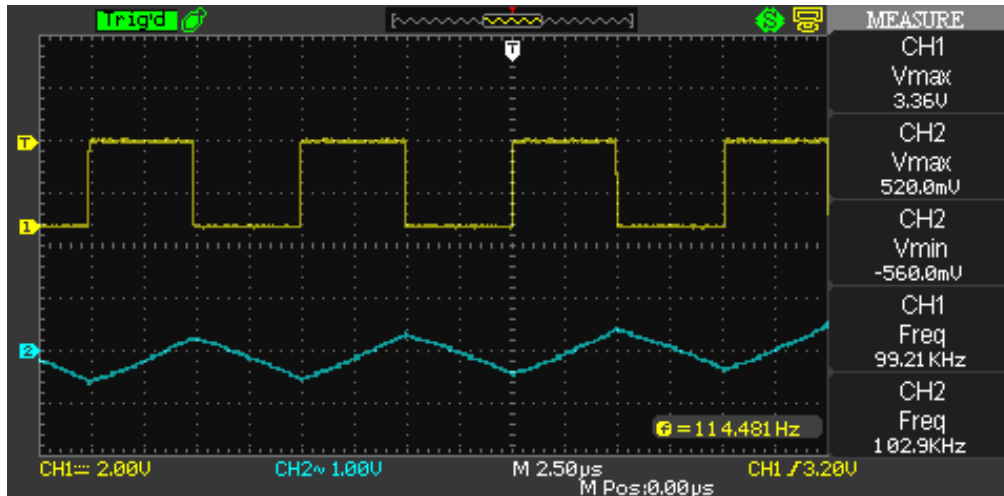 Trig'd S MEASURE
T
CH1
Vmax
3.36V
T
CH2
Vmax
520.0mV
1
CH2
Vmin
-560.0mV
CH1
Freq
99.21KHz
2
CH2
Freq
102.9KHz
f = 114.481Hz
CH1 2.00V CH2~ 1.00V M 2.50µs CH1 3.20V
M Pos:0.00µs